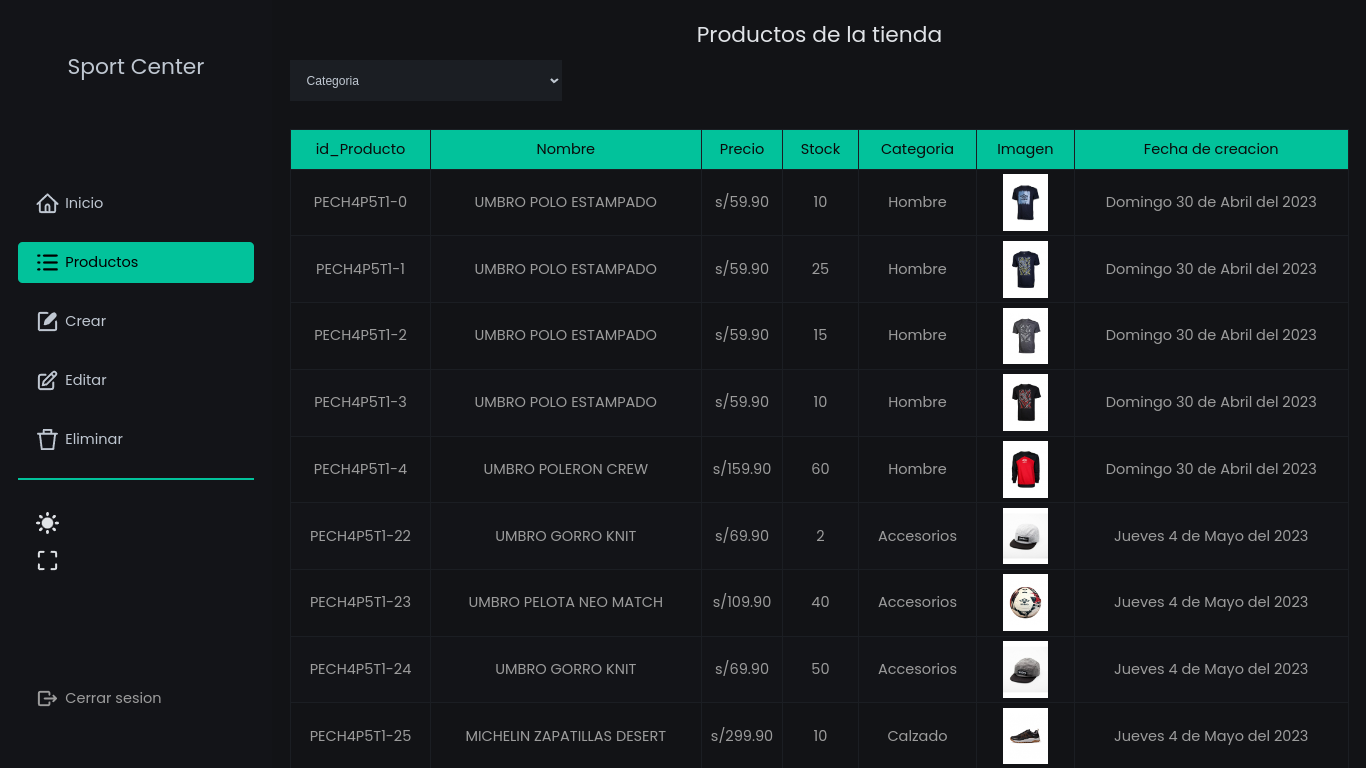 Sport Center
Inicio
Productos
Crear
Editar
Eliminar
Cerrar sesion
Productos de la tienda
Categoria
id_Producto Nombre Precio Stock Categoria Imagen Fecha de creacion
PECH4P5T1-0 UMBRO POLO ESTAMPADO s/59.90 10 Hombre Domingo 30 de Abril del 2023
PECH4P5T1-1 UMBRO POLO ESTAMPADO s/59.90 25 Hombre Domingo 30 de Abril del 2023
PECH4P5T1-2 UMBRO POLO ESTAMPADO s/59.90 15 Hombre Domingo 30 de Abril del 2023
PECH4P5T1-3 UMBRO POLO ESTAMPADO s/59.90 10 Hombre Domingo 30 de Abril del 2023
PECH4P5T1-4 UMBRO POLERON CREW s/159.90 60 Hombre Domingo 30 de Abril del 2023
PECH4P5T1-22 UMBRO GORRO KNIT s/69.90 2 Accesorios Jueves 4 de Mayo del 2023
PECH4P5T1-23 UMBRO PELOTA NEO MATCH s/109.90 40 Accesorios Jueves 4 de Mayo del 2023
PECH4P5T1-24 UMBRO GORRO KNIT s/69.90 50 Accesorios Jueves 4 de Mayo del 2023
PECH4P5T1-25 MICHELIN ZAPATILLAS DESERT s/299.90 10 Calzado Jueves 4 de Mayo del 2023